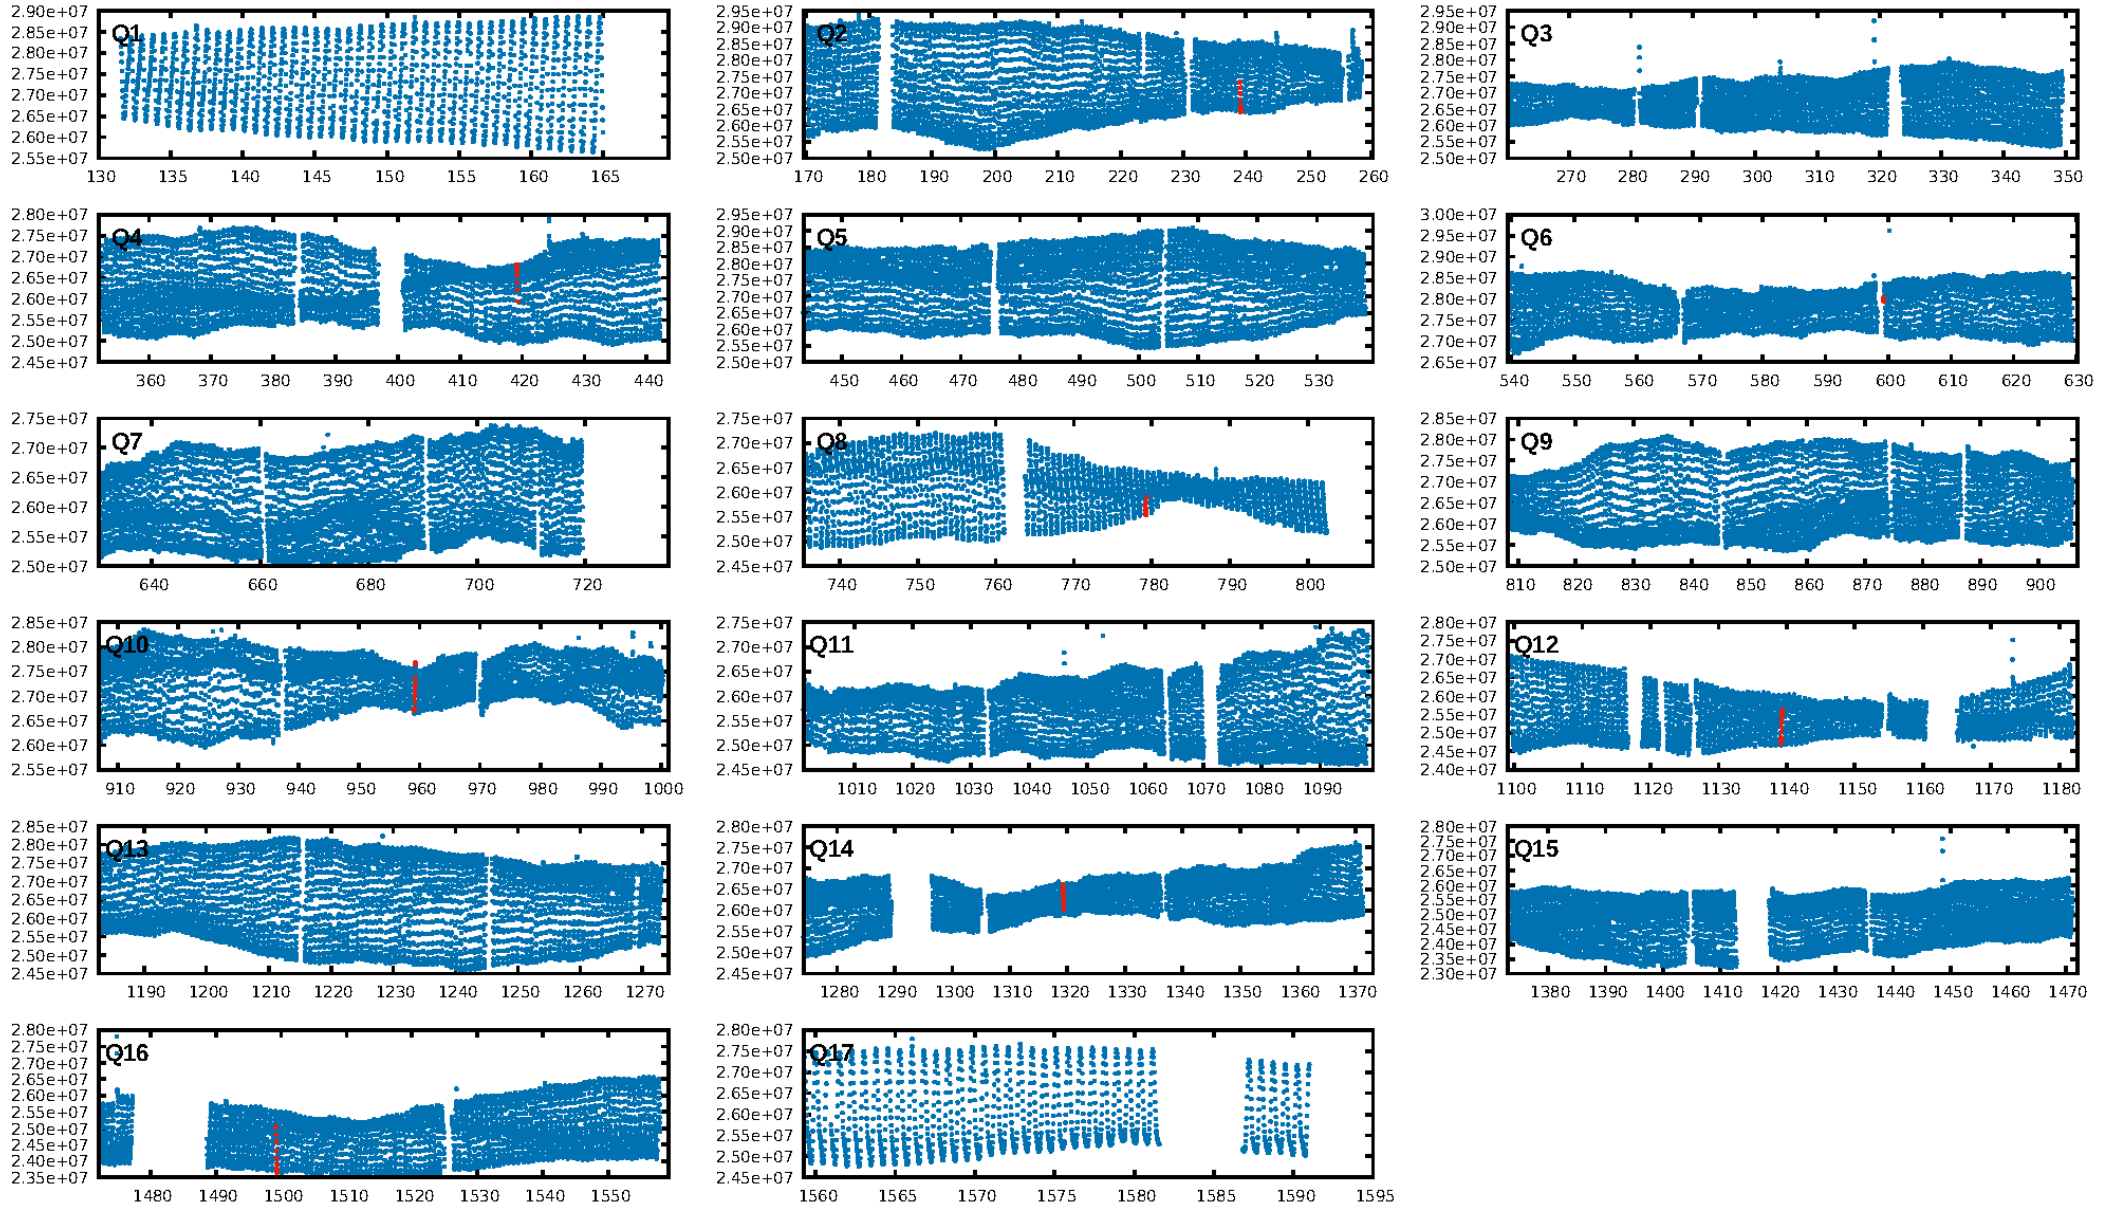 Q1
2.90e+07
2.85e+07
2.80e+07
2.75e+07
2.70e+07
2.65e+07
2.60e+07
2.55e+07
130 135 140 145 150 155 160 165
Q2
2.95e+07
2.90e+07
2.85e+07
2.80e+07
2.75e+07
2.70e+07
2.65e+07
2.60e+07
2.55e+07
2.50e+07
170 180 190 200 210 220 230 240 250 260
Q3
2.95e+07
2.90e+07
2.85e+07
2.80e+07
2.75e+07
2.70e+07
2.65e+07
2.60e+07
2.55e+07
2.50e+07
270 280 290 300 310 320 330 340 350
Q4
2.80e+07
2.75e+07
2.70e+07
2.65e+07
2.60e+07
2.55e+07
2.50e+07
2.45e+07
360 370 380 390 400 410 420 430 440
Q5
2.95e+07
2.90e+07
2.85e+07
2.80e+07
2.75e+07
2.70e+07
2.65e+07
2.60e+07
2.55e+07
2.50e+07
450 460 470 480 490 500 510 520 530
Q6
3.00e+07
2.95e+07
2.90e+07
2.85e+07
2.80e+07
2.75e+07
2.70e+07
2.65e+07
540 550 560 570 580 590 600 610 620 630
Q7
2.75e+07
2.70e+07
2.65e+07
2.60e+07
2.55e+07
2.50e+07
640 660 680 700 720
Q8
2.75e+07
2.70e+07
2.65e+07
2.60e+07
2.55e+07
2.50e+07
2.45e+07
740 750 760 770 780 790 800
Q9
2.85e+07
2.80e+07
2.75e+07
2.70e+07
2.65e+07
2.60e+07
2.55e+07
2.50e+07
810 820 830 840 850 860 870 880 890 900
Q10
2.85e+07
2.80e+07
2.75e+07
2.70e+07
2.65e+07
2.60e+07
2.55e+07
910 920 930 940 950 960 970 980 990 1000
Q11
2.75e+07
2.70e+07
2.65e+07
2.60e+07
2.55e+07
2.50e+07
2.45e+07
1010 1020 1030 1040 1050 1060 1070 1080 1090
Q12
2.80e+07
2.75e+07
2.70e+07
2.65e+07
2.60e+07
2.55e+07
2.50e+07
2.45e+07
2.40e+07
1100 1110 1120 1130 1140 1150 1160 1170 1180
Q13
2.85e+07
2.80e+07
2.75e+07
2.70e+07
2.65e+07
2.60e+07
2.55e+07
2.50e+07
2.45e+07
1190 1200 1210 1220 1230 1240 1250 1260 1270
Q14
2.80e+07
2.75e+07
2.70e+07
2.65e+07
2.60e+07
2.55e+07
2.50e+07
2.45e+07
1280 1290 1300 1310 1320 1330 1340 1350 1360 1370
Q15
2.80e+07
2.75e+07
2.70e+07
2.65e+07
2.60e+07
2.55e+07
2.50e+07
2.45e+07
2.40e+07
2.35e+07
2.30e+07
1380 1390 1400 1410 1420 1430 1440 1450 1460 1470
Q16
2.80e+07
2.75e+07
2.70e+07
2.65e+07
2.60e+07
2.55e+07
2.50e+07
2.45e+07
2.40e+07
2.35e+07
1480 1490 1500 1510 1520 1530 1540 1550
Q17
2.80e+07
2.75e+07
2.70e+07
2.65e+07
2.60e+07
2.55e+07
2.50e+07
2.45e+07
1560 1565 1570 1575 1580 1585 1590 1595